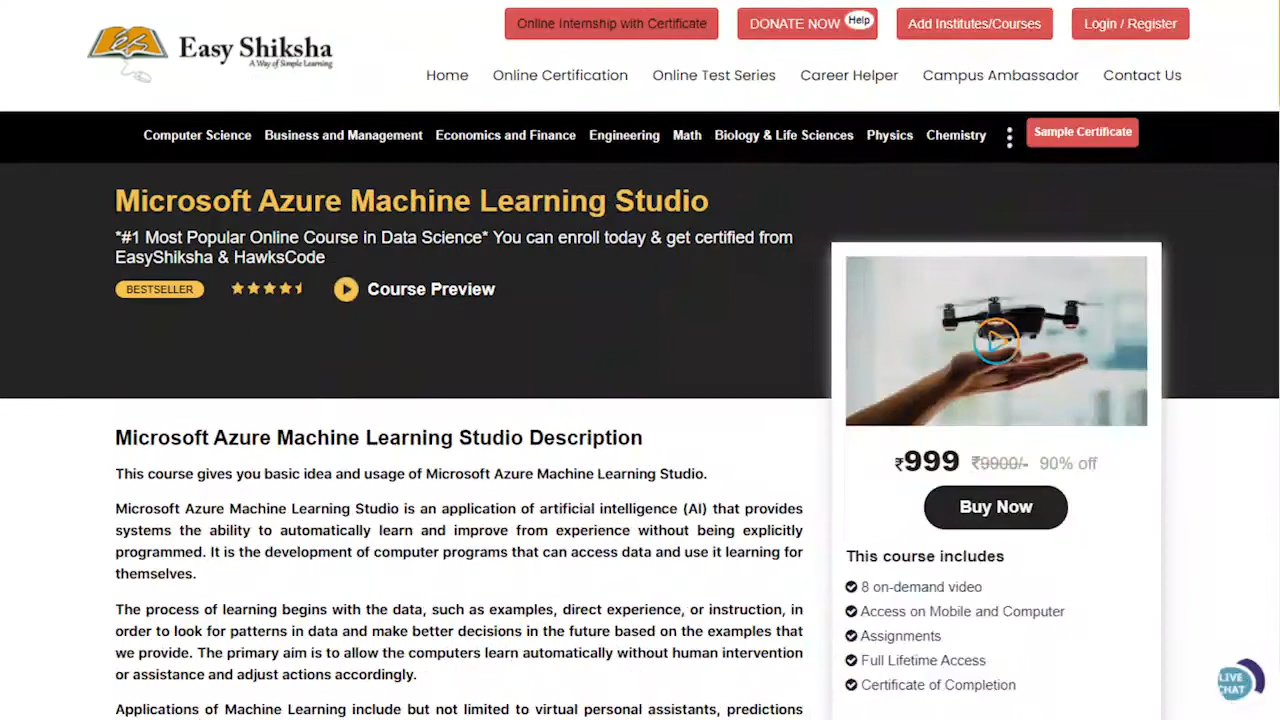 Easy Shiksha
A Way of Simple Learning
Online Internship with Certificate
DONATE NOW Help
Add Institutes/Courses
Login / Register
Home
Online Certification
Online Test Series
Career Helper
Campus Ambassador
Contact Us
Computer Science
Business and Management
Economics and Finance
Engineering
Math
Biology & Life Sciences
Physics
Chemistry
Sample Certificate
Microsoft Azure Machine Learning Studio
*#1 Most Popular Online Course in Data Science* You can enroll today & get certified from
EasyShiksha & HawksCode
BESTSELLER
Course Preview
Microsoft Azure Machine Learning Studio Description
This course gives you basic idea and usage of Microsoft Azure Machine Learning Studio.
Microsoft Azure Machine Learning Studio is an application of artificial intelligence (AI) that provides
systems the ability to automatically learn and improve from experience without being explicitly
programmed. It is the development of computer programs that can access data and use it learning for
themselves.
The process of learning begins with the data, such as examples, direct experience, or instruction, in
order to look for patterns in data and make better decisions in the future based on the examples that
we provide. The primary aim is to allow the computers learn automatically without human intervention
or assistance and adjust actions accordingly.
Applications of Machine Learning include but not limited to virtual personal assistants, predictions
₹999 ₹9900/- 90% off
Buy Now
This course includes
8 on-demand video
Access on Mobile and Computer
Assignments
Full Lifetime Access
Certificate of Completion
LIVE
CHAT